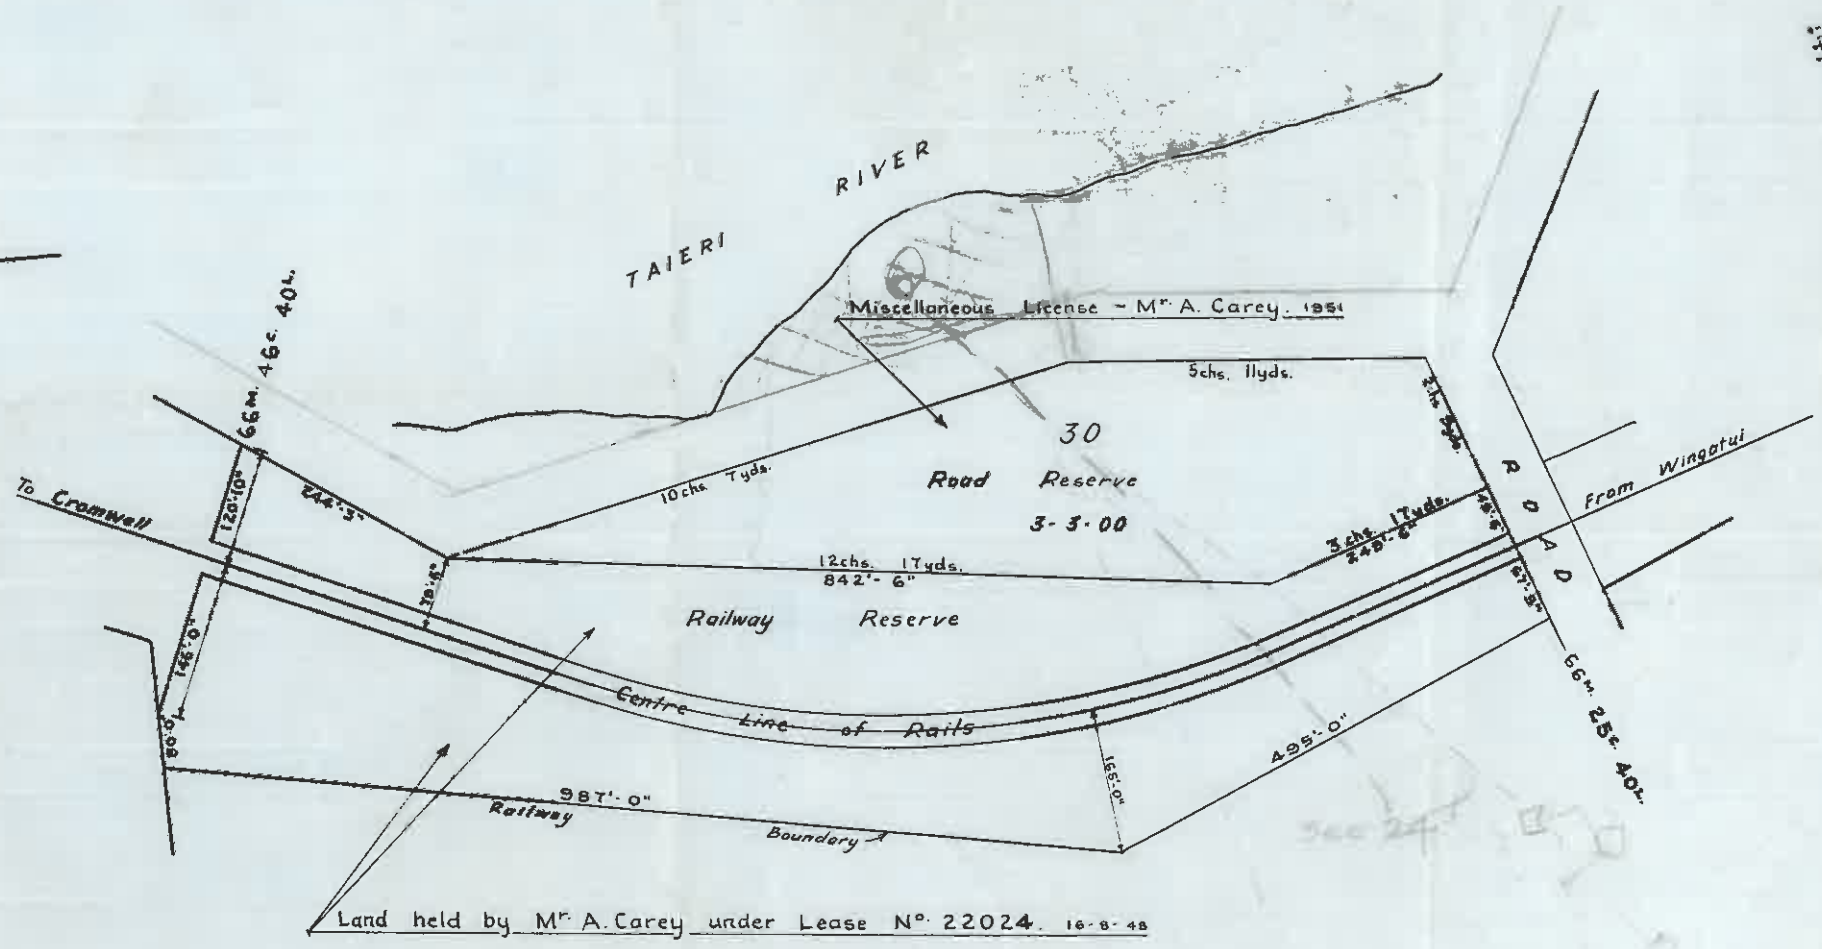 TAIERI RIVER
66M. 46c. 40L.
Miscellaneous License - Mr. A. Carey. 1951
5chs. 11yds.
30
Road Reserve
3-3-00
10chs 7yds.
ROAD
From Wingatui
To Cromwell
120'.10"
244'.3"
3chs. 17yds.
249'-6"
12chs. 17yds.
842'-6"
Railway Reserve
146'.0"
Centre Line of Rails
66M. 25c. 40L.
495'.0"
165'.0"
987'.0"
Railway Boundary
See 24
Land held by Mr. A. Carey under Lease No. 22024. 16-8-48